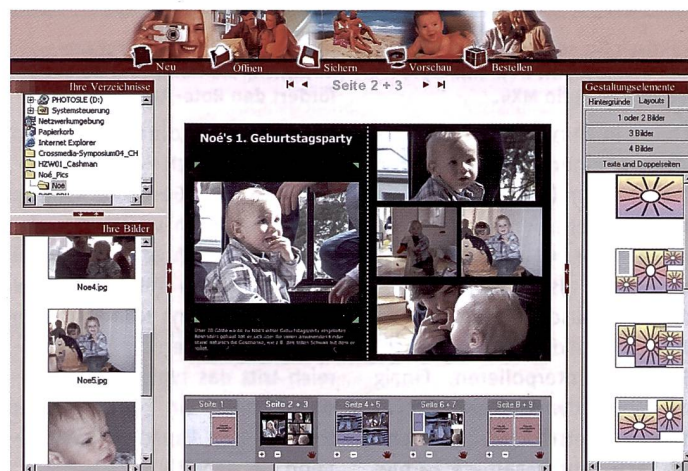 Neu
Öffnen
Sichern
Vorschau
Bestellen
Ihre Verzeichnisse
PHOTOSLE (D:)
Systemsteuerung
Netzwerkumgebung
Papierkorb
Internet Explorer
Crossmedia-Symposium04_CH
HZW01_Cashman
Noé_Pics
Noe
Ihre Bilder
Noe4.jpg
Noe5.jpg
Seite 2 + 3
Noé's 1. Geburtstagsparty
Seite 1
Seite 2 + 3
Seite 4 + 5
Seite 6 + 7
Seite 8 + 9
Gestaltungselemente
Hintergründe
Layouts
1 oder 2 Bilder
3 Bilder
4 Bilder
Texte und Doppelseiten